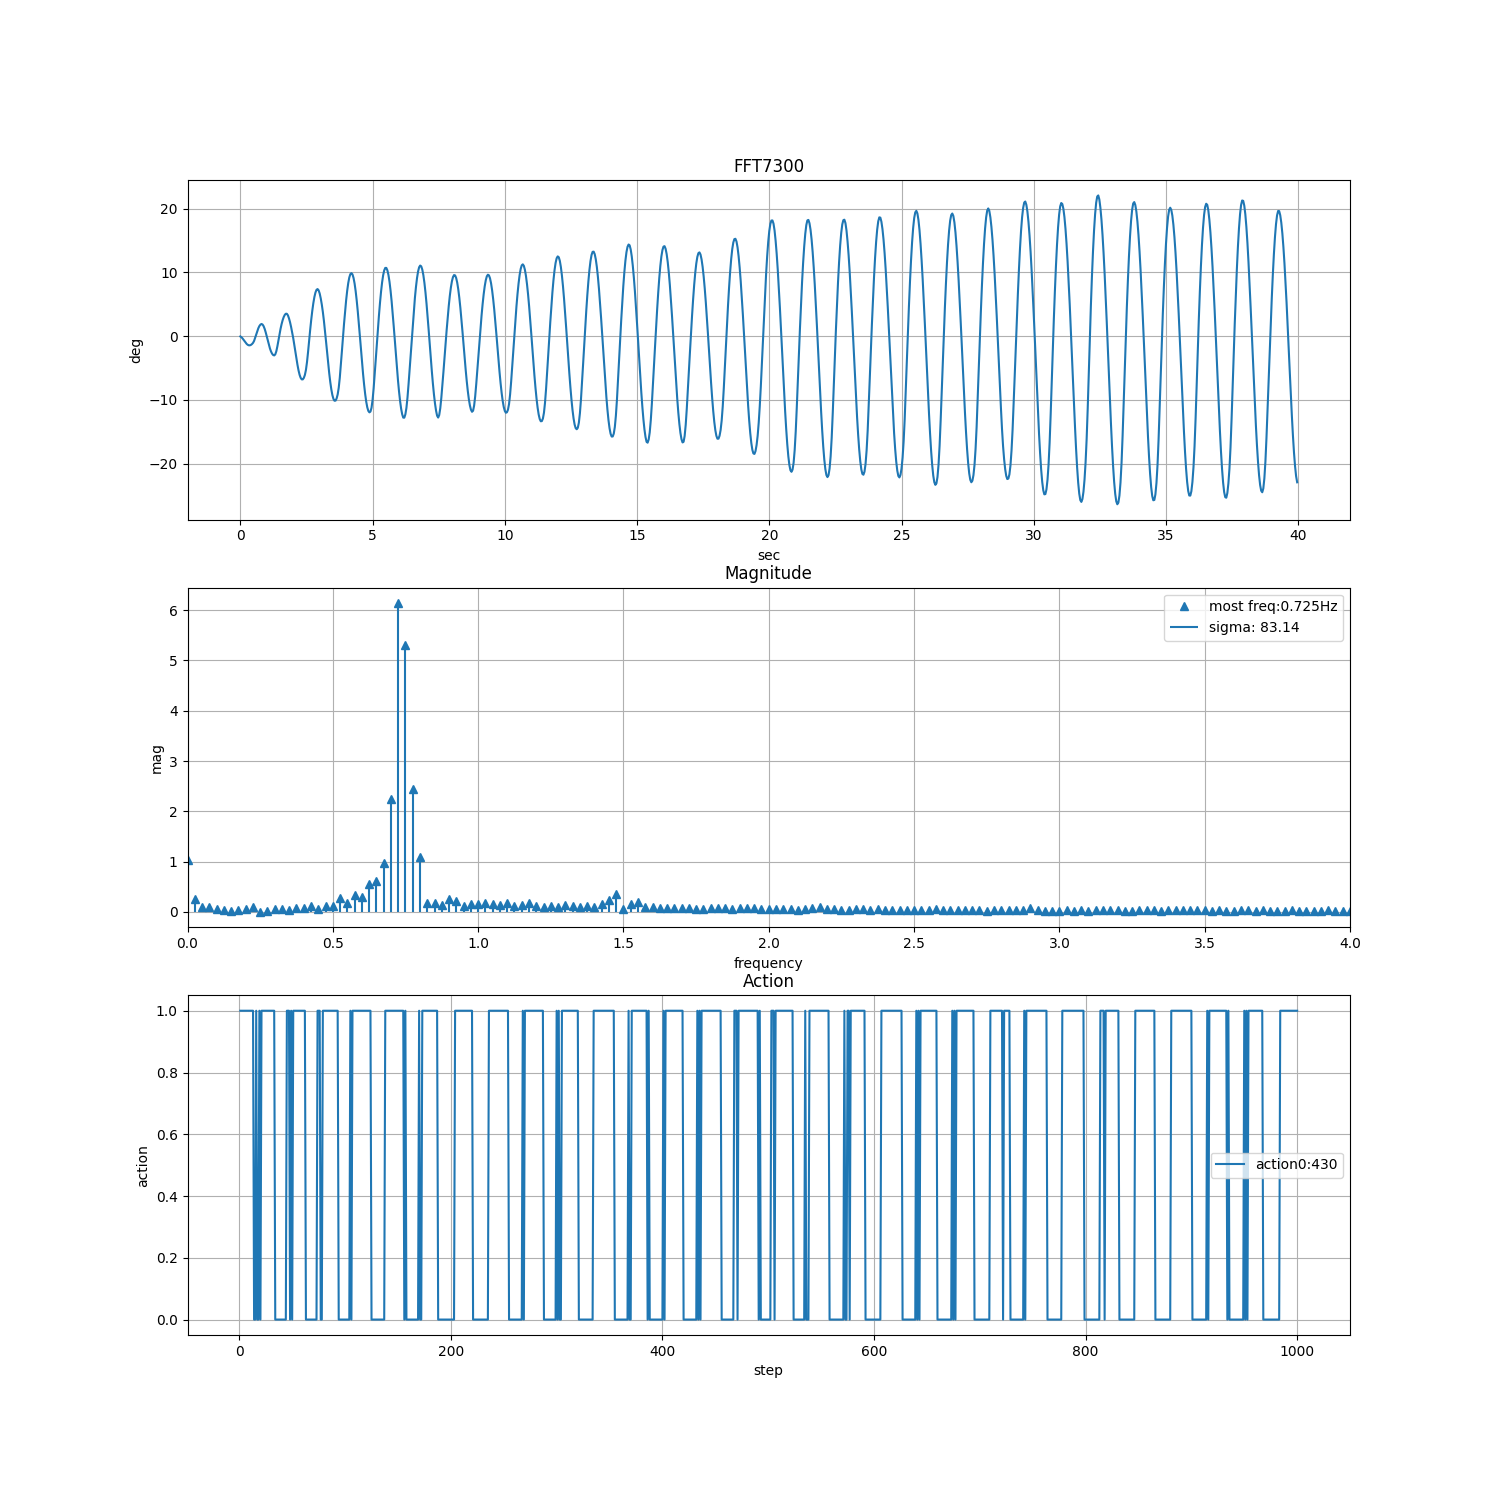 FFT7300
20
10
0
−10
−20
deg
0 5 10 15 20 25 30 35 40
sec
Magnitude
6
5
4
3
2
1
0
mag
most freq:0.725Hz
sigma: 83.14
0.0 0.5 1.0 1.5 2.0 2.5 3.0 3.5 4.0
frequency
Action
1.0
0.8
0.6
0.4
0.2
0.0
action
action0:430
0 200 400 600 800 1000
step